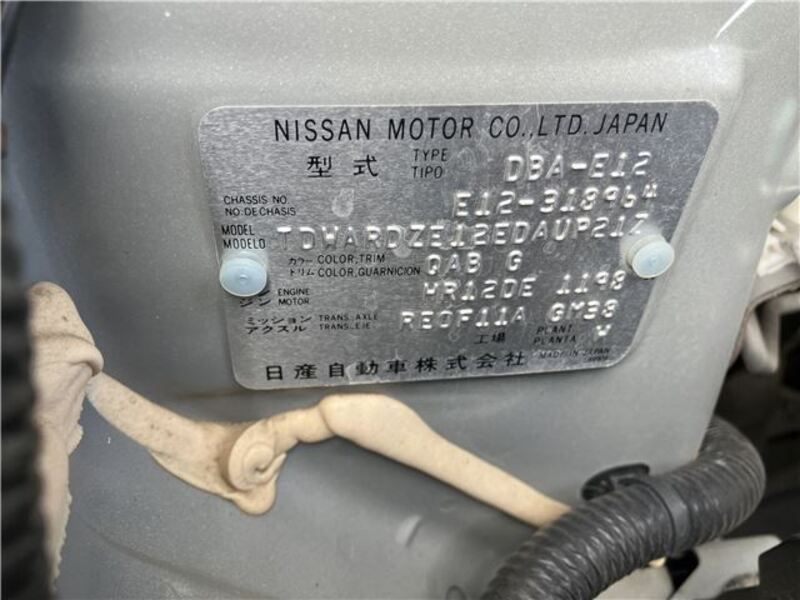 NISSAN MOTOR CO.,LTD. JAPAN
型式 TYPE TIPO DBA-E12
CHASSIS NO. NO. DE CHASIS E12-318964
MODEL MODELO TDWARDZE12EDAUP217
カラー COLOR, TRIM トリム COLOR, GUARNICION QAB G
ENGINE ジン MOTOR HR12DE 1198
ミッション TRANS., AXLE アクスル TRANS., EJE RE0F11A GM38
工場 PLANT PLANTA W
日産自動車株式会社 MADE IN JAPAN